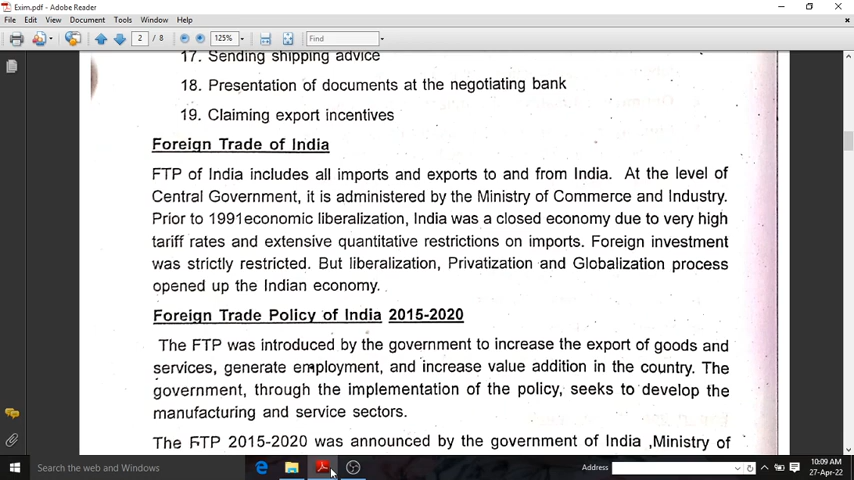 Exim.pdf - Adobe Reader
File Edit View Document Tools Window Help
2 / 8 125% Find
17. Sending shipping advice
18. Presentation of documents at the negotiating bank
19. Claiming export incentives
Foreign Trade of India
FTP of India includes all imports and exports to and from India. At the level of
Central Government, it is administered by the Ministry of Commerce and Industry.
Prior to 1991economic liberalization, India was a closed economy due to very high
tariff rates and extensive quantitative restrictions on imports. Foreign investment
was strictly restricted. But liberalization, Privatization and Globalization process
opened up the Indian economy.
Foreign Trade Policy of India 2015-2020
The FTP was introduced by the government to increase the export of goods and
services, generate employment, and increase value addition in the country. The
government, through the implementation of the policy, seeks to develop the
manufacturing and service sectors.
The FTP 2015-2020 was announced by the government of India ,Ministry of
Search the web and Windows
Address
10:09 AM
27-Apr-22